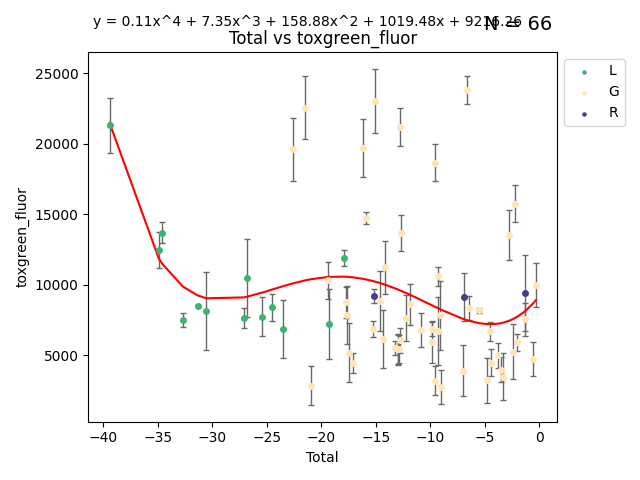 y = 0.11x^4 + 7.35x^3 + 158.88x^2 + 1019.48x + 9216.26
N = 66
Total vs toxgreen_fluor
L
G
R
toxgreen_fluor
25000
20000
15000
10000
5000
−40 −35 −30 −25 −20 −15 −10 −5 0
Total